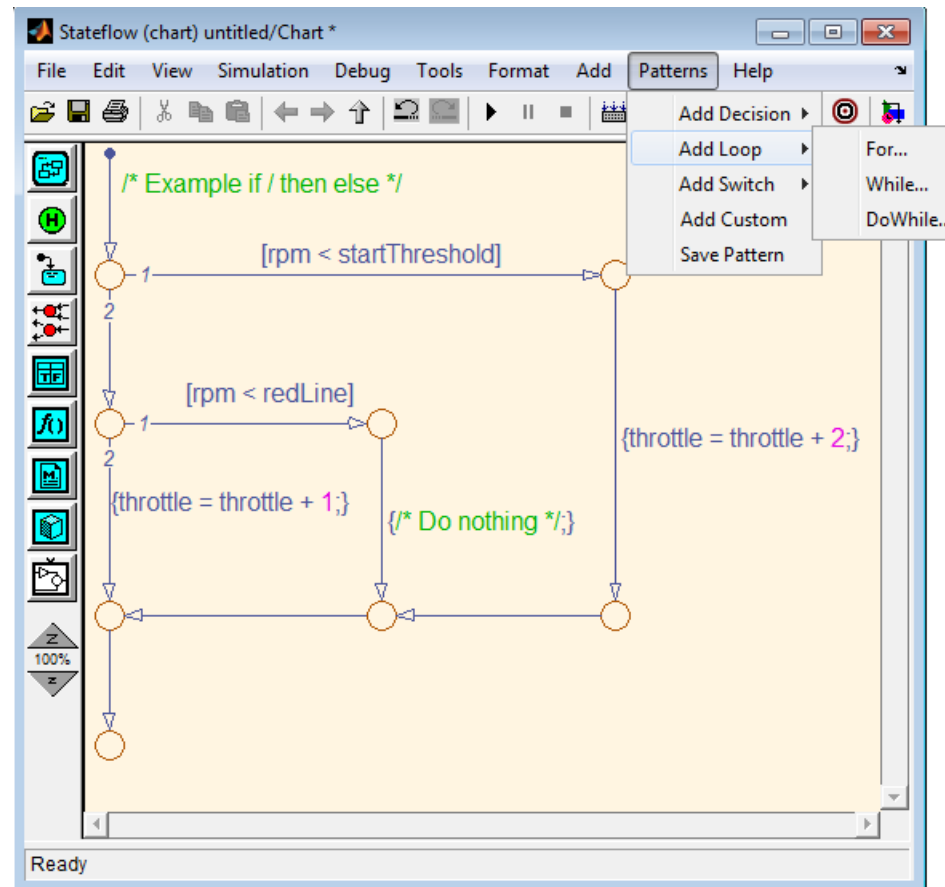 Stateflow (chart) untitled/Chart *
File Edit View Simulation Debug Tools Format Add Patterns Help
Add Decision
Add Loop
Add Switch
Add Custom
Save Pattern
For...
While...
DoWhile..
/* Example if / then else */
1
[rpm < startThreshold]
2
[rpm < redLine]
1
2
{throttle = throttle + 2;}
{throttle = throttle + 1;}
{/* Do nothing */;}
H
TF
f()
M
Z
100%
z
Ready